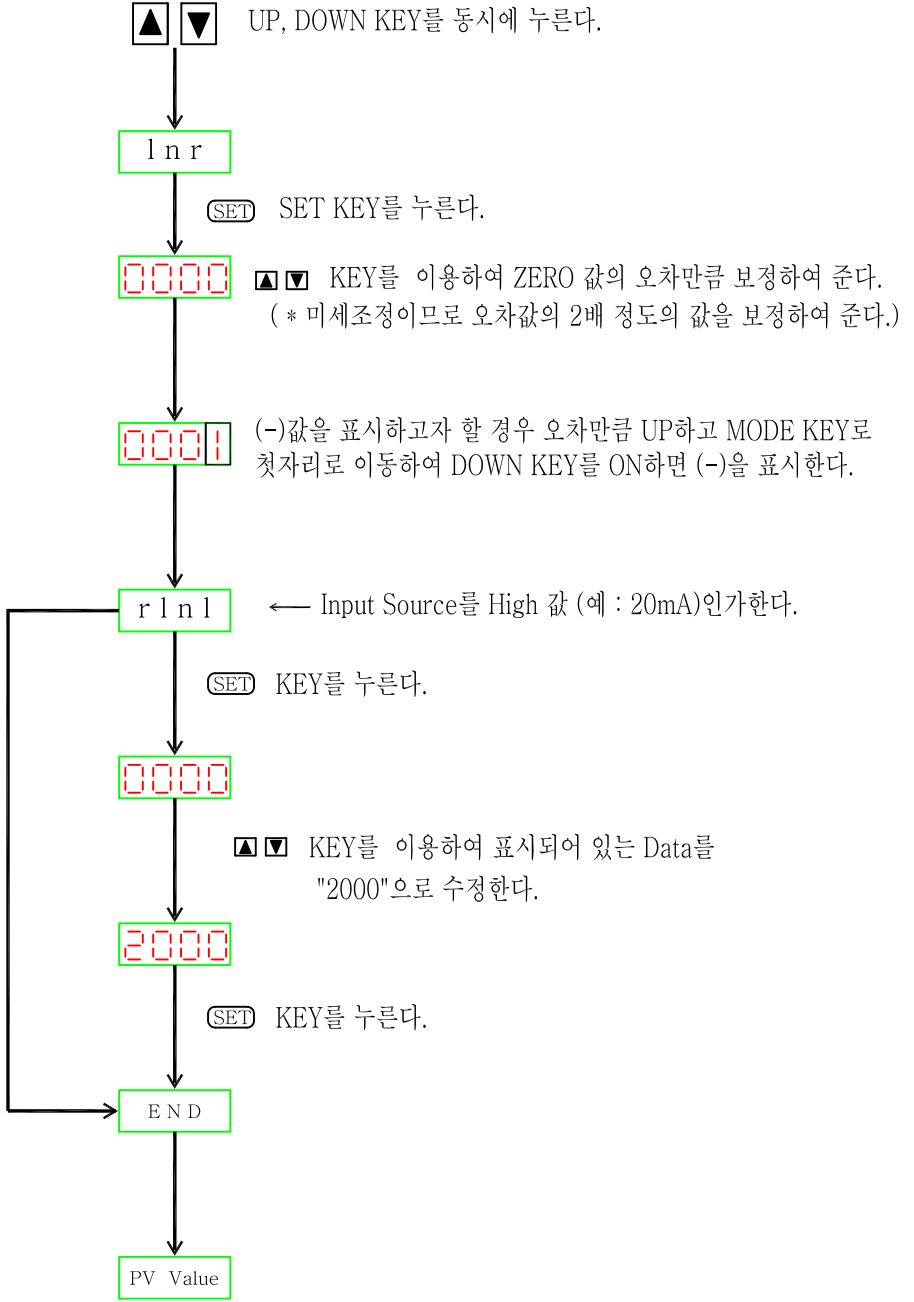 ▲ ▼ UP, DOWN KEY를 동시에 누른다.
lnr
SET SET KEY를 누른다.
0000 ▲ ▼ KEY를 이용하여 ZERO 값의 오차만큼 보정하여 준다.
( * 미세조정이므로 오차값의 2배 정도의 값을 보정하여 준다.)
0001 (-)값을 표시하고자 할 경우 오차만큼 UP하고 MODE KEY로
첫자리로 이동하여 DOWN KEY를 ON하면 (-)을 표시한다.
rlnl ← Input Source를 High 값 (예 : 20mA)인가한다.
SET KEY를 누른다.
0000
▲ ▼ KEY를 이용하여 표시되어 있는 Data를
"2000"으로 수정한다.
2000
SET KEY를 누른다.
END
PV Value